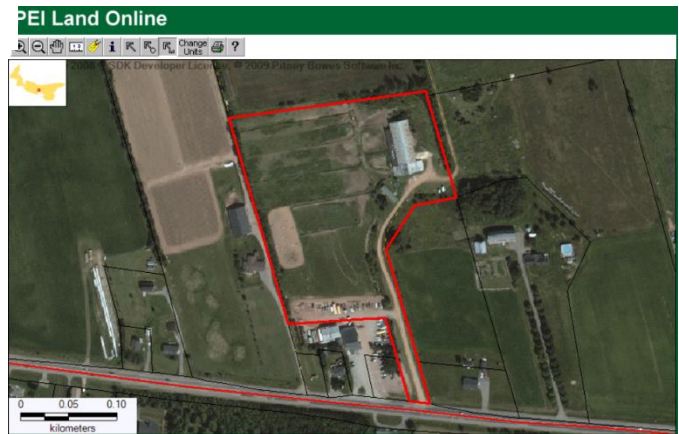 PEI Land Online
Change
Units
?
2008 SDK Developer License, © 2009 Pitney Bowes Software Inc.
0 0.05 0.10
kilometers